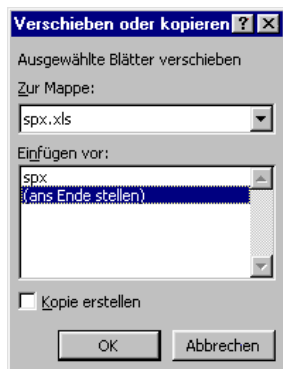 Verschieben oder kopieren
Ausgewählte Blätter verschieben
Zur Mappe:
spx.xls
Einfügen vor:
spx
(ans Ende stellen)
Kopie erstellen
OK Abbrechen